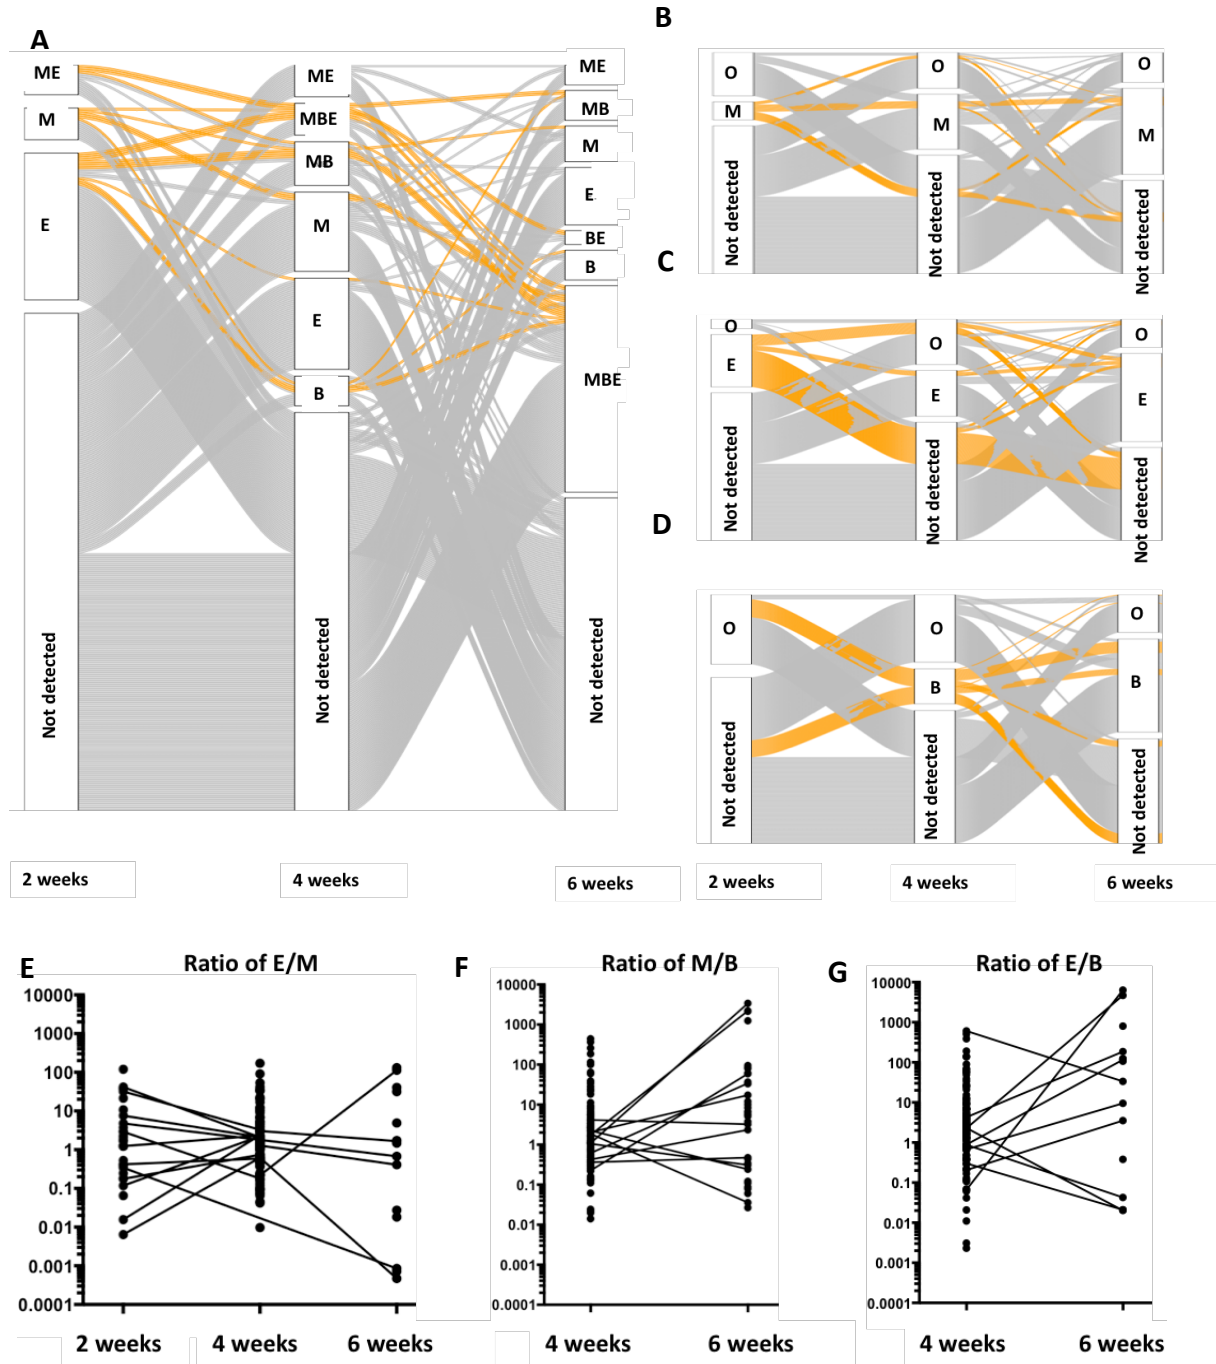 A
ME
M
E
Not detected
ME
MBE
MB
M
E
B
Not detected
ME
MB
M
E
BE
B
MBE
Not detected
2 weeks
4 weeks
6 weeks
B
O
M
Not detected
O
M
Not detected
O
M
Not detected
C
O
E
Not detected
O
E
Not detected
O
E
Not detected
D
O
Not detected
O
B
Not detected
O
B
Not detected
2 weeks
4 weeks
6 weeks
E
Ratio of E/M
10000
1000
100
10
1
0.1
0.01
0.001
0.0001
2 weeks
4 weeks
6 weeks
F
Ratio of M/B
10000
1000
100
10
1
0.1
0.01
0.001
0.0001
4 weeks
6 weeks
G
Ratio of E/B
10000
1000
100
10
1
0.1
0.01
0.001
0.0001
4 weeks
6 weeks